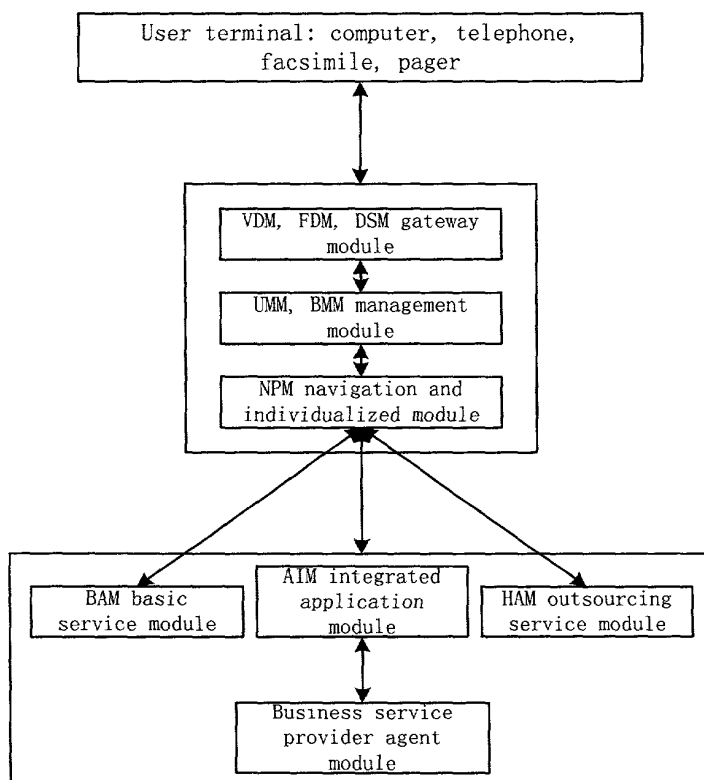 User terminal: computer, telephone,
facsimile, pager
VDM, FDM, DSM gateway
module
UMM, BMM management
module
NPM navigation and
individualized module
BAM basic
service module
AIM integrated
application
module
HAM outsourcing
service module
Business service
provider agent
module